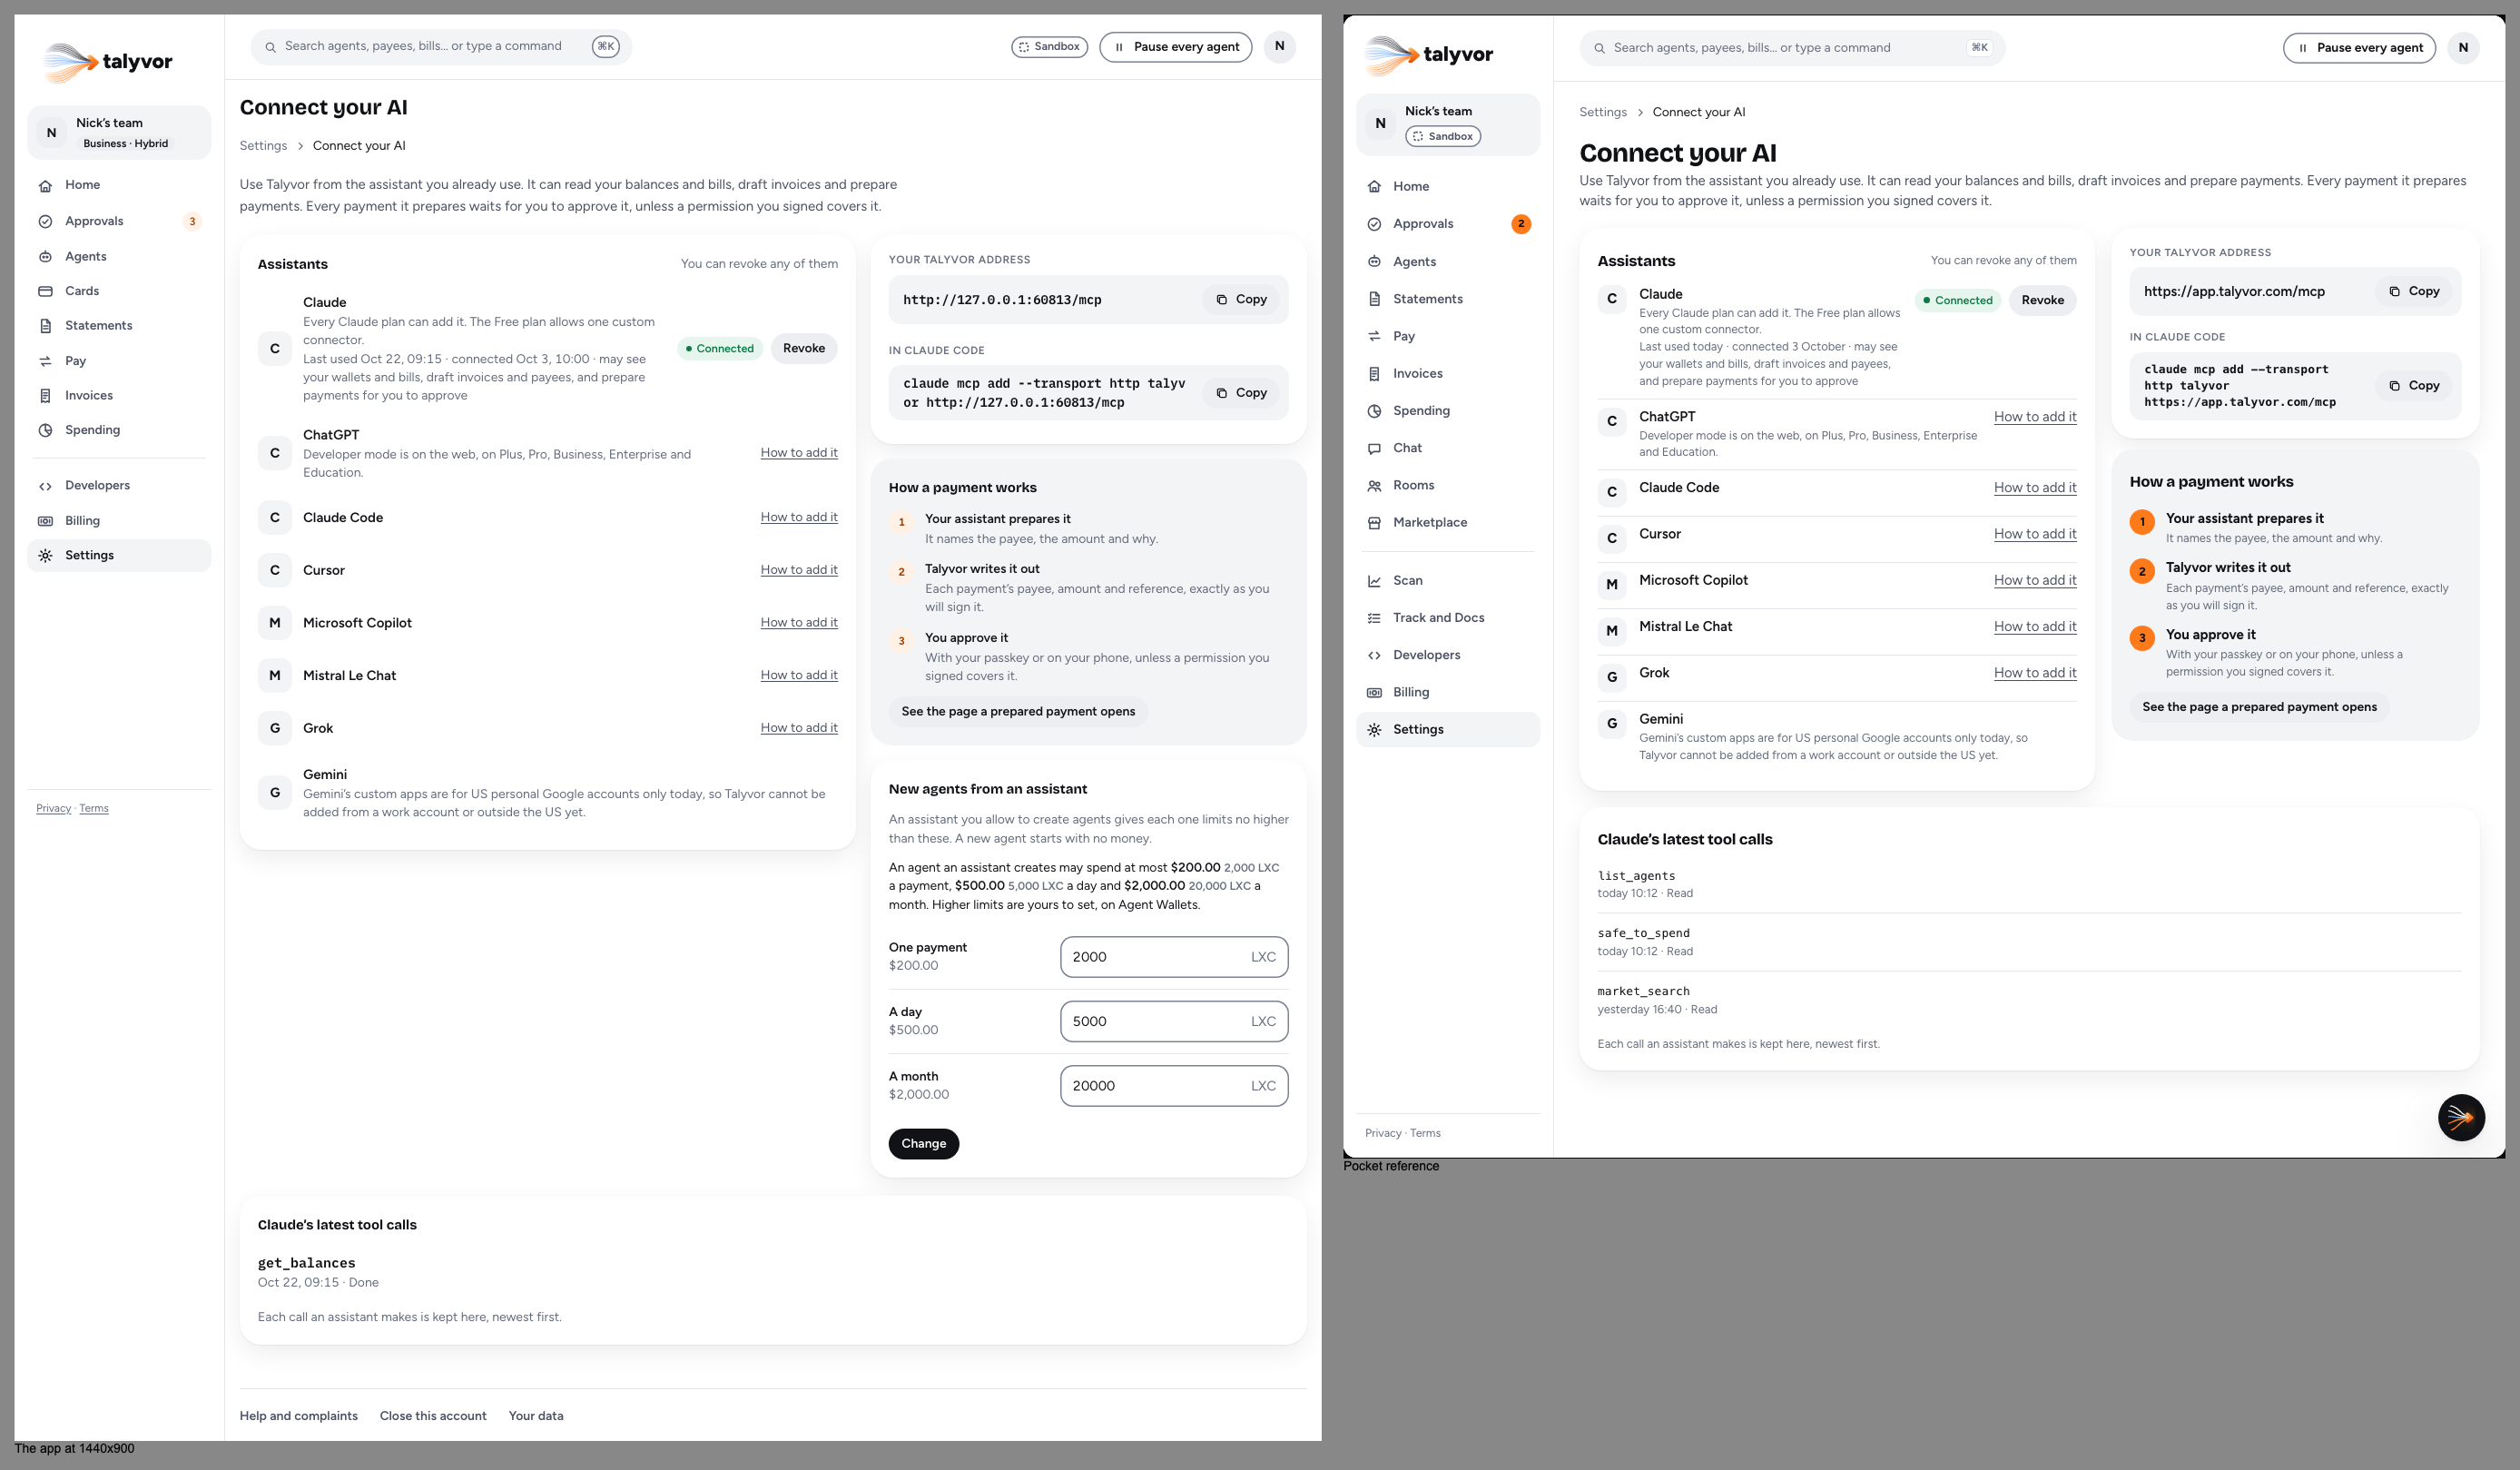 talyvor
Search agents, payees, bills... or type a command
⌘K
Sandbox
Pause every agent
N
N
Nick's team
Business · Hybrid
Home
Approvals
3
Agents
Cards
Statements
Pay
Invoices
Spending
Developers
Billing
Settings
Privacy · Terms
Connect your AI
Settings > Connect your AI
Use Talyvor from the assistant you already use. It can read your balances and bills, draft invoices and prepare
payments. Every payment it prepares waits for you to approve it, unless a permission you signed covers it.
Assistants
You can revoke any of them
C
Claude
Every Claude plan can add it. The Free plan allows one custom
connector.
Last used Oct 22, 09:15 · connected Oct 3, 10:00 · may see
your wallets and bills, draft invoices and payees, and prepare
payments for you to approve
Connected
Revoke
C
ChatGPT
Developer mode is on the web, on Plus, Pro, Business, Enterprise and
Education.
How to add it
C
Claude Code
How to add it
C
Cursor
How to add it
M
Microsoft Copilot
How to add it
M
Mistral Le Chat
How to add it
G
Grok
How to add it
G
Gemini
Gemini's custom apps are for US personal Google accounts only today, so Talyvor cannot be
added from a work account or outside the US yet.
YOUR TALYVOR ADDRESS
http://127.0.0.1:60813/mcp
Copy
IN CLAUDE CODE
claude mcp add --transport http talyv
or http://127.0.0.1:60813/mcp
Copy
How a payment works
1
Your assistant prepares it
It names the payee, the amount and why.
2
Talyvor writes it out
Each payment's payee, amount and reference, exactly as you
will sign it.
3
You approve it
With your passkey or on your phone, unless a permission you
signed covers it.
See the page a prepared payment opens
New agents from an assistant
An assistant you allow to create agents gives each one limits no higher
than these. A new agent starts with no money.
An agent an assistant creates may spend at most $200.00 2,000 LXC
a payment, $500.00 5,000 LXC a day and $2,000.00 20,000 LXC a
month. Higher limits are yours to set, on Agent Wallets.
One payment
$200.00
2000 LXC
A day
$500.00
5000 LXC
A month
$2,000.00
20000 LXC
Change
Claude's latest tool calls
get_balances
Oct 22, 09:15 · Done
Each call an assistant makes is kept here, newest first.
Help and complaints
Close this account
Your data
The app at 1440x900
talyvor
Search agents, payees, bills... or type a command
⌘K
Pause every agent
N
N
Nick's team
Sandbox
Home
Approvals
2
Agents
Statements
Pay
Invoices
Spending
Chat
Rooms
Marketplace
Scan
Track and Docs
Developers
Billing
Settings
Privacy · Terms
Settings > Connect your AI
Connect your AI
Use Talyvor from the assistant you already use. It can read your balances and bills, draft invoices and prepare payments. Every payment it prepares
waits for you to approve it, unless a permission you signed covers it.
Assistants
You can revoke any of them
C
Claude
Every Claude plan can add it. The Free plan allows
one custom connector.
Last used today · connected 3 October · may see
your wallets and bills, draft invoices and payees,
and prepare payments for you to approve
Connected
Revoke
C
ChatGPT
Developer mode is on the web, on Plus, Pro, Business, Enterprise
and Education.
How to add it
C
Claude Code
How to add it
C
Cursor
How to add it
M
Microsoft Copilot
How to add it
M
Mistral Le Chat
How to add it
G
Grok
How to add it
G
Gemini
Gemini's custom apps are for US personal Google accounts only today, so
Talyvor cannot be added from a work account or outside the US yet.
YOUR TALYVOR ADDRESS
https://app.talyvor.com/mcp
Copy
IN CLAUDE CODE
claude mcp add --transport
http talyvor
https://app.talyvor.com/mcp
Copy
How a payment works
1
Your assistant prepares it
It names the payee, the amount and why.
2
Talyvor writes it out
Each payment's payee, amount and reference, exactly
as you will sign it.
3
You approve it
With your passkey or on your phone, unless a
permission you signed covers it.
See the page a prepared payment opens
Claude's latest tool calls
list_agents
today 10:12 · Read
safe_to_spend
today 10:12 · Read
market_search
yesterday 16:40 · Read
Each call an assistant makes is kept here, newest first.
Pocket reference